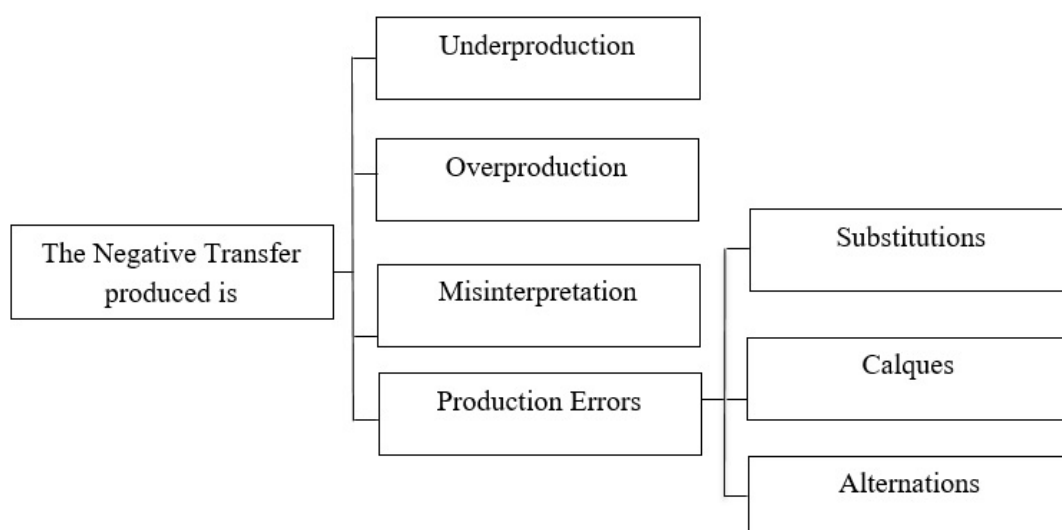 The Negative Transfer
produced is
Underproduction
Overproduction
Misinterpretation
Production Errors
Substitutions
Calques
Alternations